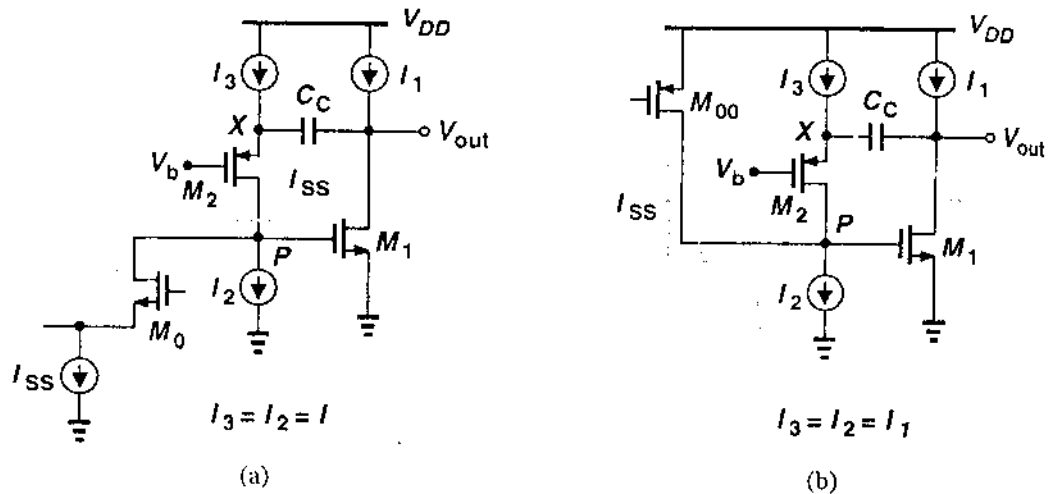 V_DD
I_3
I_1
C_C
X
V_out
V_b
M_2
I_SS
P
M_1
I_2
M_0
I_SS
I_3 = I_2 = I
(a)
V_DD
I_3
I_1
M_00
C_C
X
V_out
V_b
M_2
I_SS
P
M_1
I_2
I_3 = I_2 = I_1
(b)